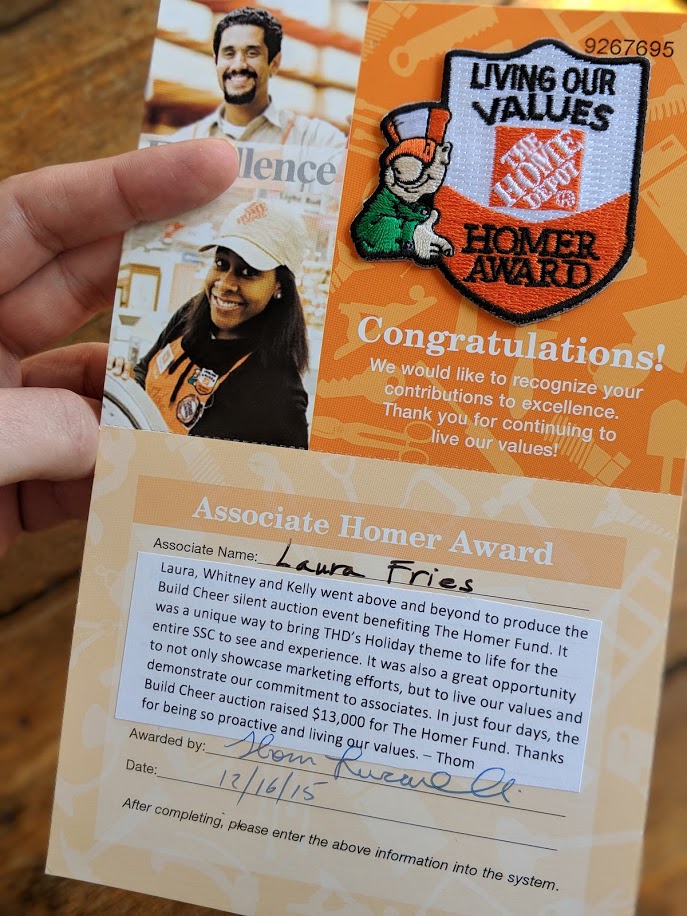 9267695
LIVING OUR
VALUES
THE
HOME
DEPOT
HOMER
AWARD
llence
Congratulations!
We would like to recognize your
contributions to excellence.
Thank you for continuing to
live our values!
Associate Homer Award
Associate Name: Laura Fries
Laura, Whitney and Kelly went above and beyond to produce the
Build Cheer silent auction event benefiting The Homer Fund. It
was a unique way to bring THD's Holiday theme to life for the
entire SSC to see and experience. It was also a great opportunity
to not only showcase marketing efforts, but to live our values and
demonstrate our commitment to associates. In just four days, the
Build Cheer auction raised $13,000 for The Homer Fund. Thanks
for being so proactive and living our values. – Thom
Awarded by: Thom
Date: 12/16/15
After completing, please enter the above information into the system.